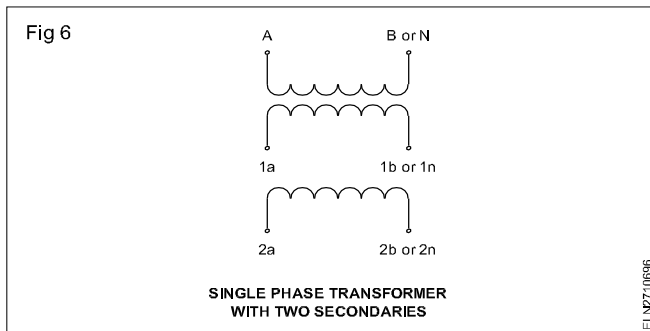 Fig 6
A
B or N
1a
1b or 1n
2a
2b or 2n
SINGLE PHASE TRANSFORMER
WITH TWO SECONDARIES
ELN2710696